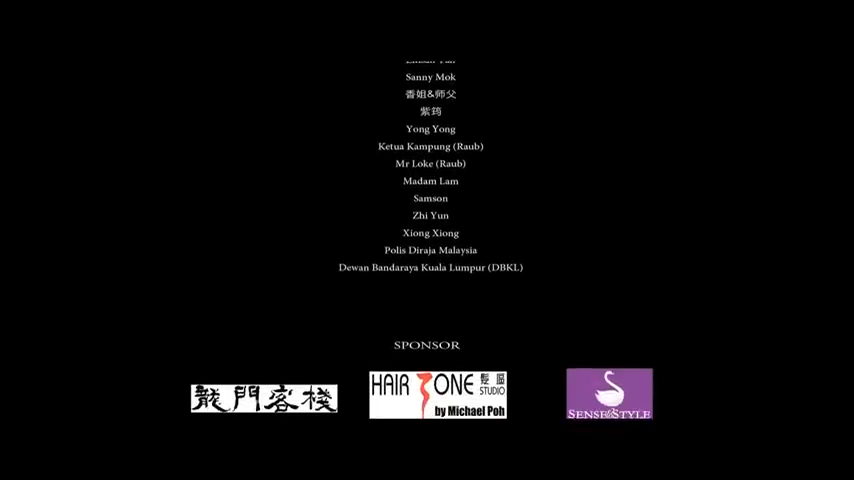 Sanny Mok
香姐&师父
紫筠
Yong Yong
Ketua Kampung (Raub)
Mr Loke (Raub)
Madam Lam
Samson
Zhi Yun
Xiong Xiong
Polis Diraja Malaysia
Dewan Bandaraya Kuala Lumpur (DBKL)
SPONSOR
龍門客棧
HAIR ZONE 髮區
STUDIO
by Michael Poh
SENSE&STYLE